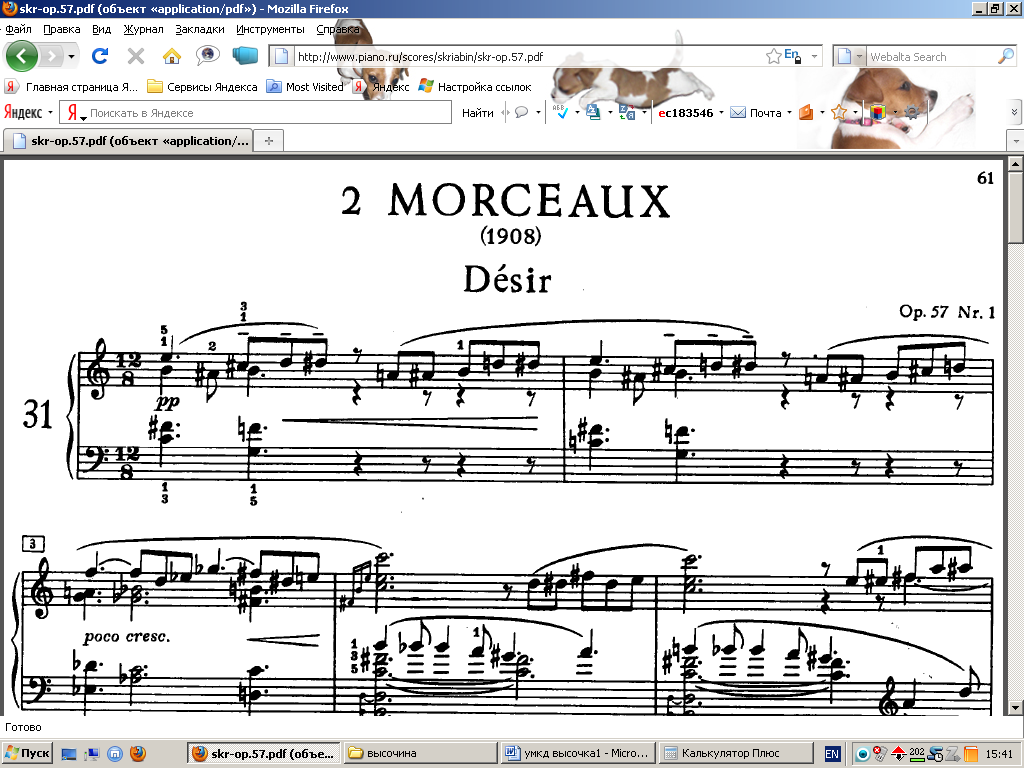 skr-op.57.pdf (объект «application/pdf») - Mozilla Firefox
Файл Правка Вид Журнал Закладки Инструменты Справка
http://www.piano.ru/scores/skriabin/skr-op.57.pdf
Webalta Search
Главная страница Я... Сервисы Яндекса Most Visited Яндекс Настройка ссылок
Яндекс Поискать в Яндексе Найти ec183646 Почта
skr-op.57.pdf (объект «application/...
61
2 MORCEAUX
(1908)
Désir
Op. 57 Nr. 1
31
pp
3
poco cresc.
Готово
Пуск skr-op.57.pdf (объе... высочина умкд высочка1 - Micro... Калькулятор Плюс EN 202 15:41